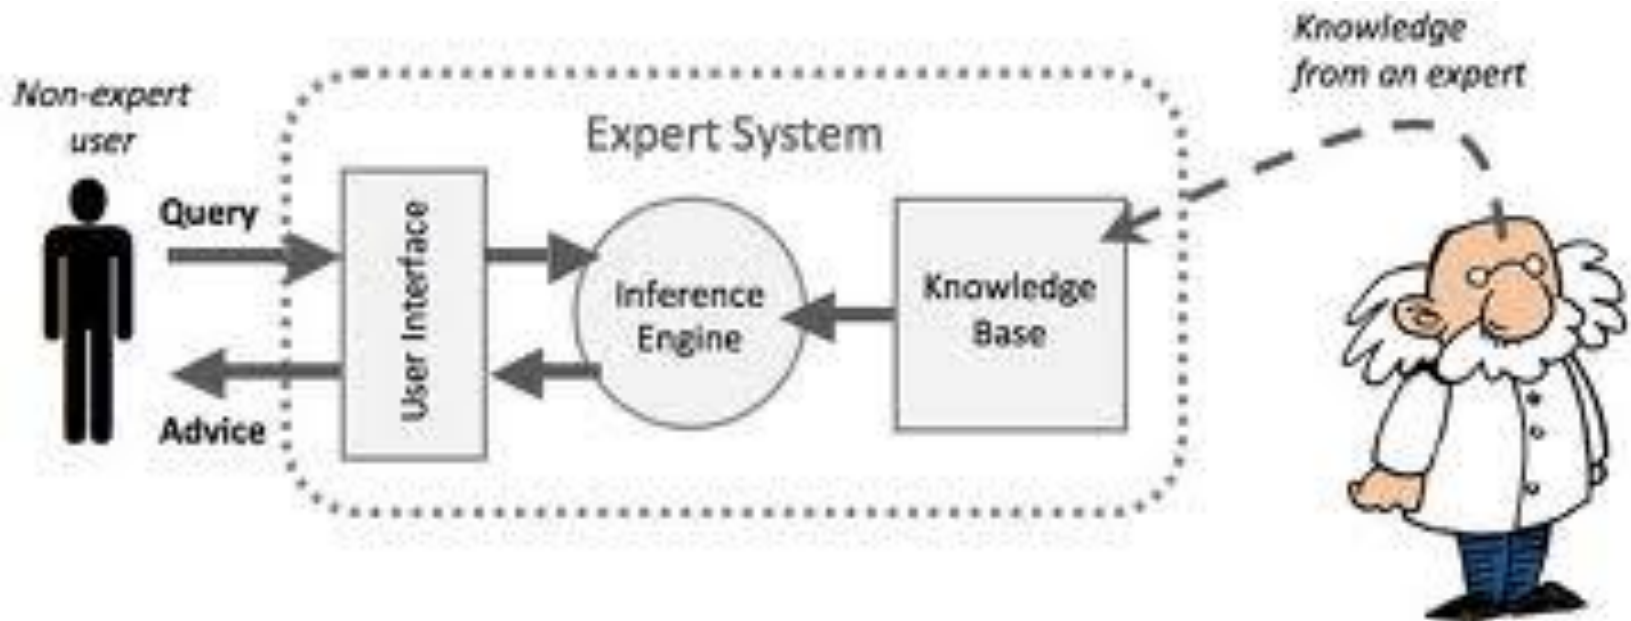 Knowledge
from an expert
Non-expert
user
Expert System
Query
User Interface
Inference
Engine
Knowledge
Base
Advice